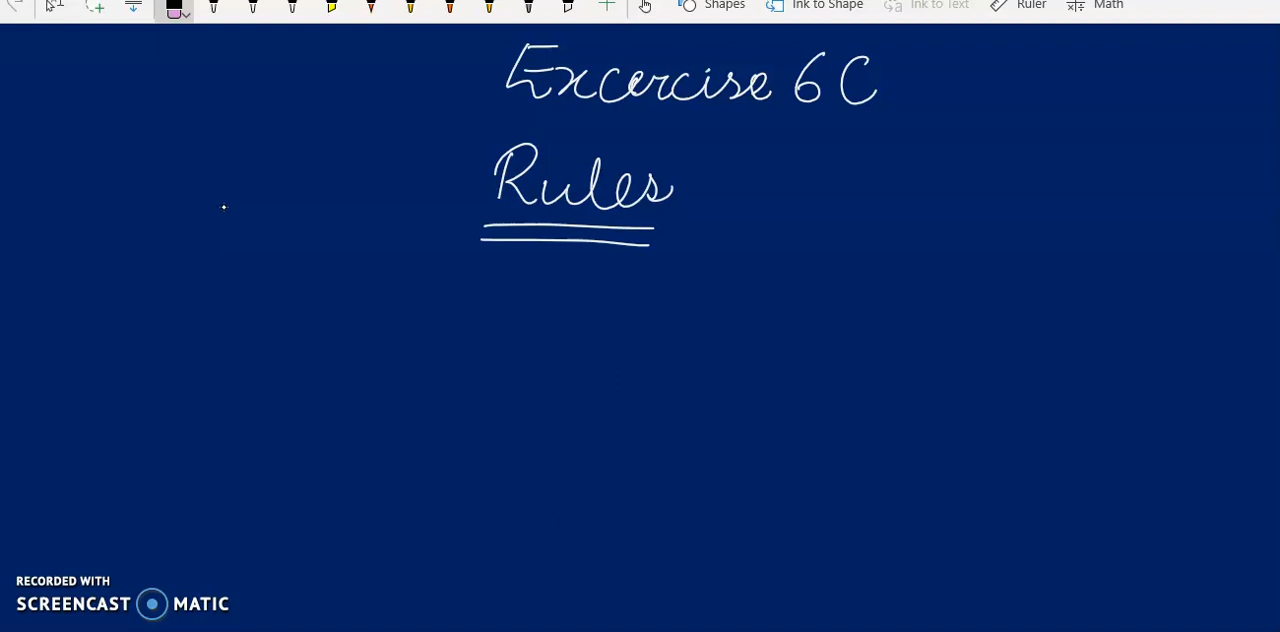 Shapes Ink to Shape Ink to Text Ruler Math
Excercise 6 C
Rules
RECORDED WITH
SCREENCAST MATIC